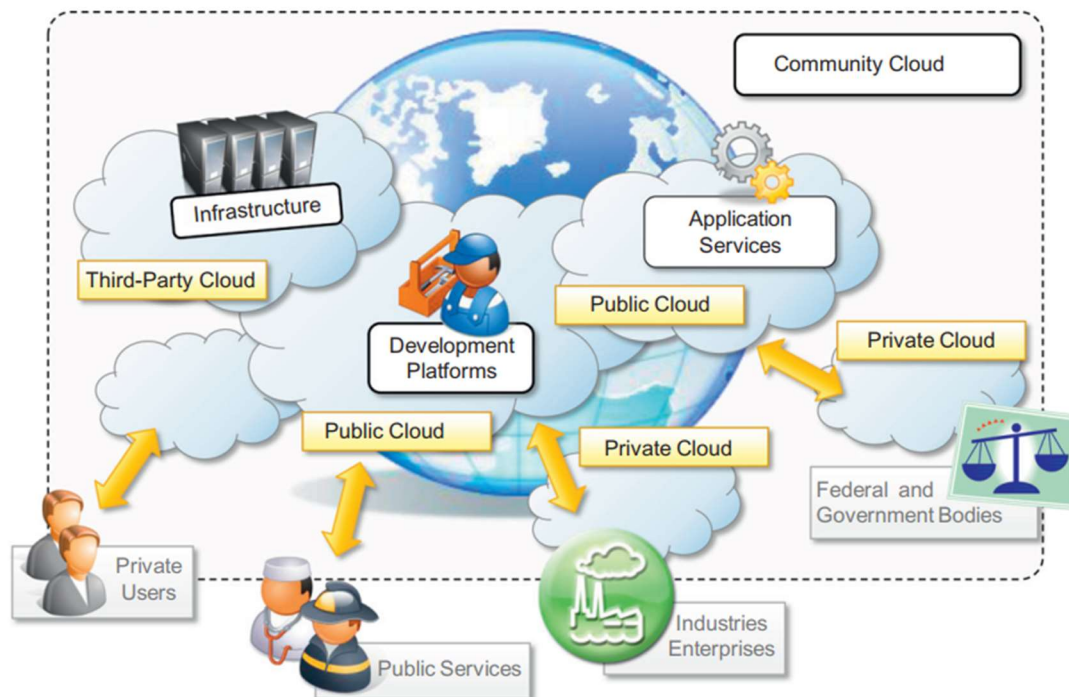 Community Cloud
Infrastructure
Application
Services
Third-Party Cloud
Public Cloud
Development
Platforms
Private Cloud
Public Cloud
Private Cloud
Federal and
Government Bodies
Private
Users
Industries
Enterprises
Public Services